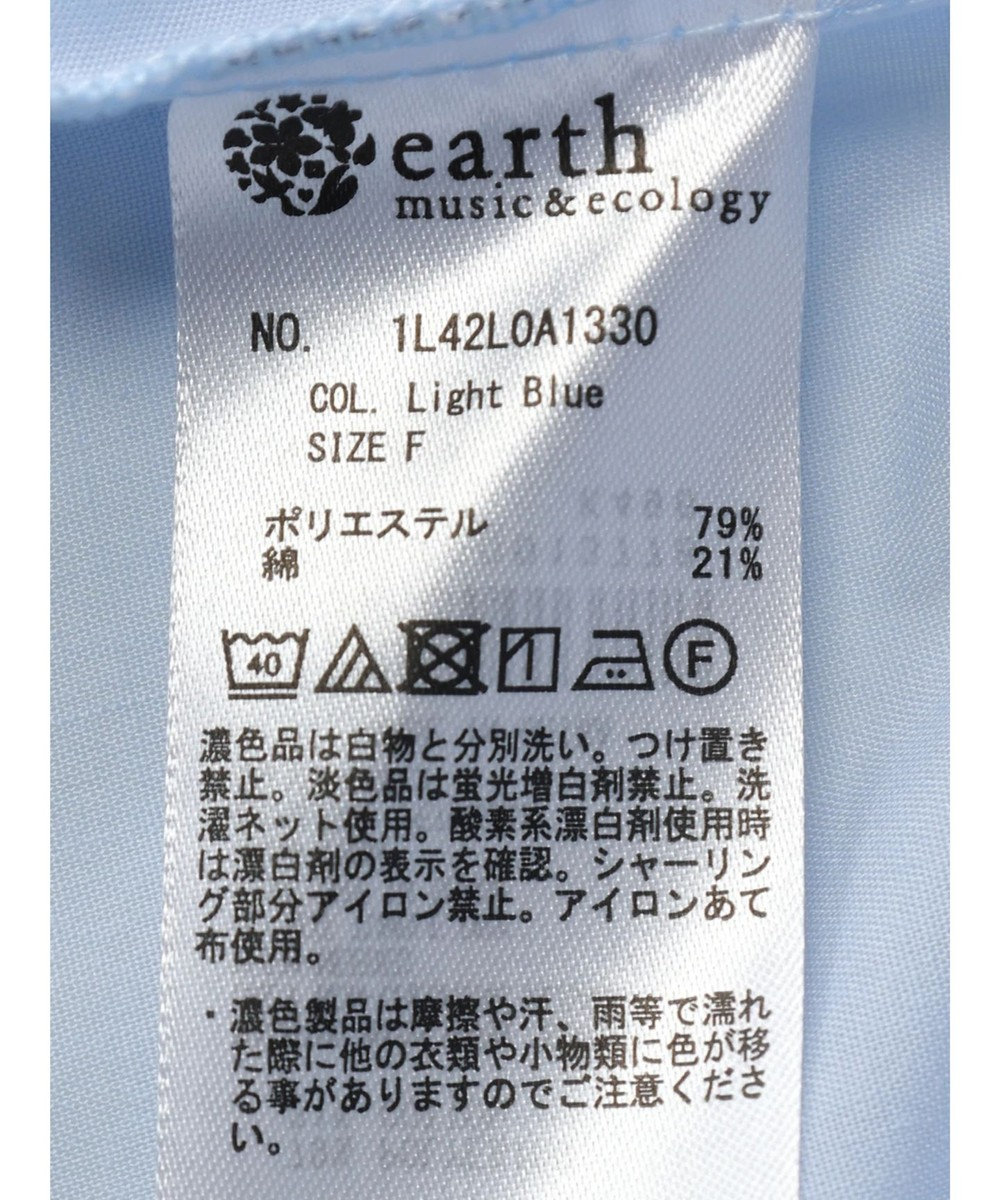 earth
music & ecology
NO. 1L42L0A1330
COL. Light Blue
SIZE F
ポリエステル 79%
綿 21%
40 F
濃色品は白物と分別洗い。つけ置き
禁止。淡色品は蛍光増白剤禁止。洗
濯ネット使用。酸素系漂白剤使用時
は漂白剤の表示を確認。シャーリン
グ部分アイロン禁止。アイロンあて
布使用。
・濃色製品は摩擦や汗、雨等で濡れ
た際に他の衣類や小物類に色が移
る事がありますのでご注意くださ
い。